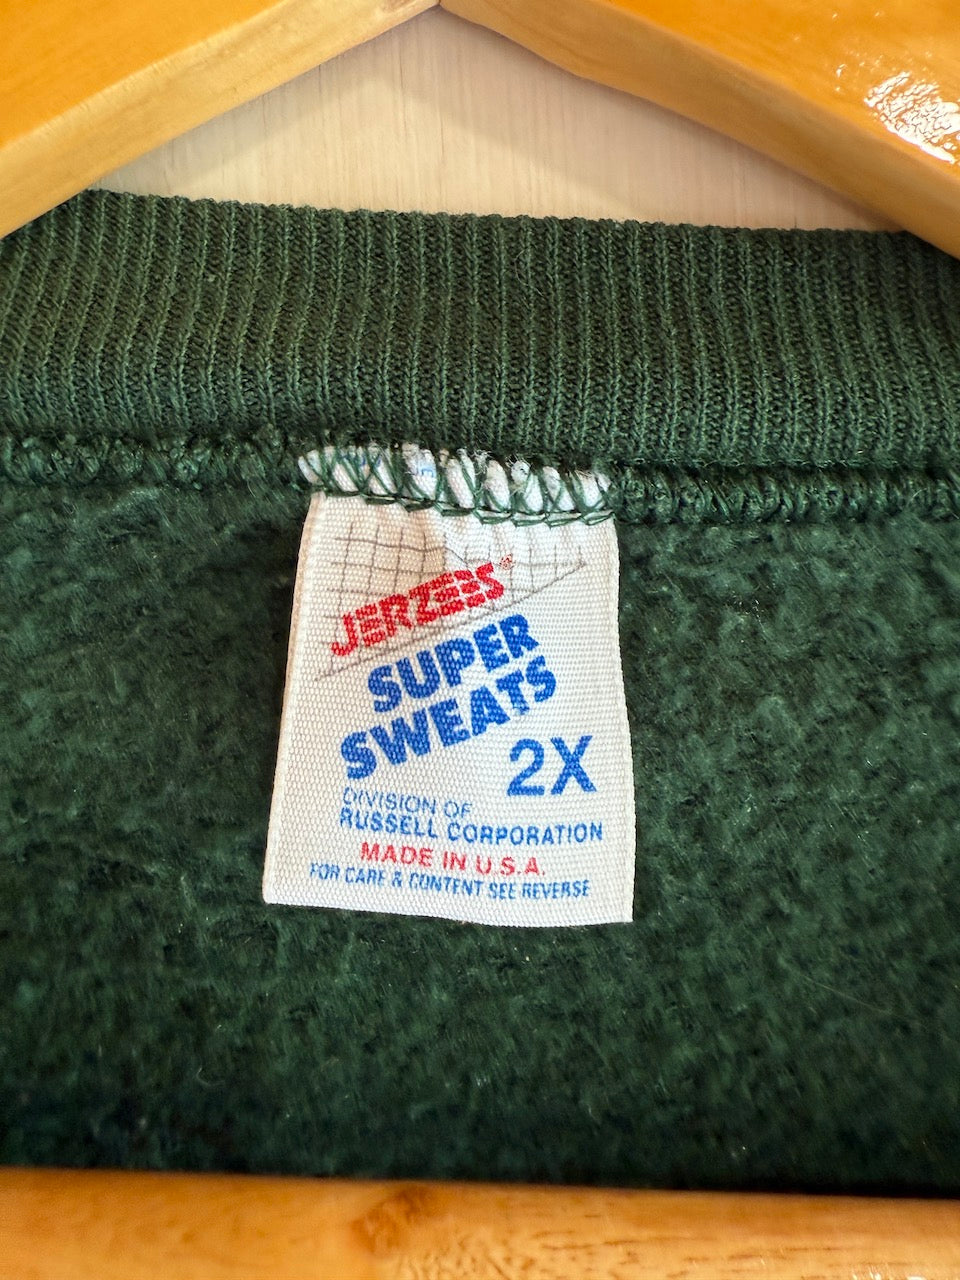 JERZEES®
SUPER
SWEATS
2X
DIVISION OF
RUSSELL CORPORATION
MADE IN U.S.A.
FOR CARE & CONTENT SEE REVERSE